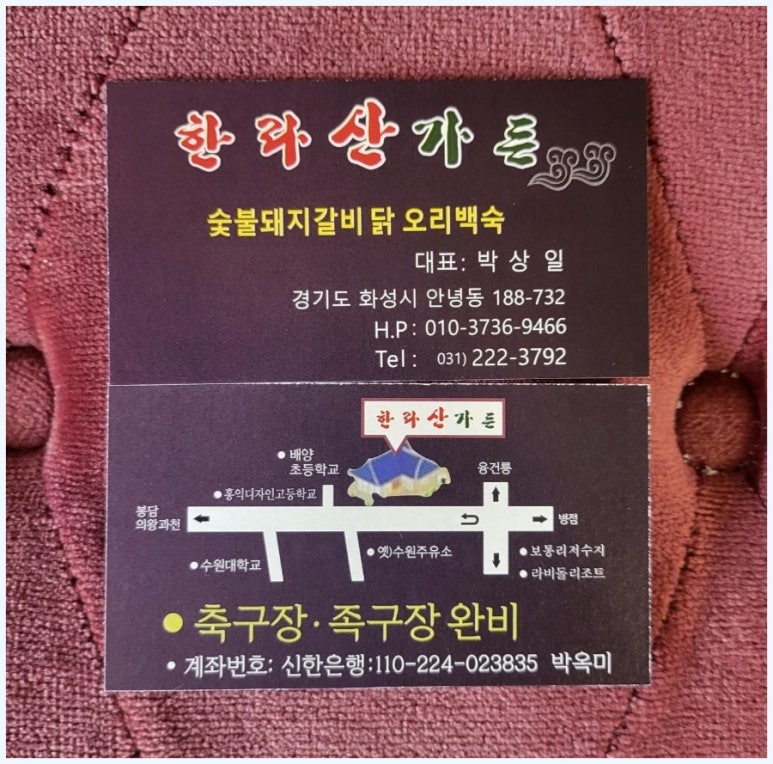 한라산가든
숯불돼지갈비 닭 오리백숙
대표: 박 상 일
경기도 화성시 안녕동 188-732
H.P : 010-3736-9466
Tel : 031) 222-3792
한라산가든
배양
초등학교
융건릉
홍익디자인고등학교
봉담
의왕과천
병점
수원대학교
옛)수원주유소
보통리저수지
라비돌리조트
축구장·족구장 완비
계좌번호: 신한은행:110-224-023835 박옥미